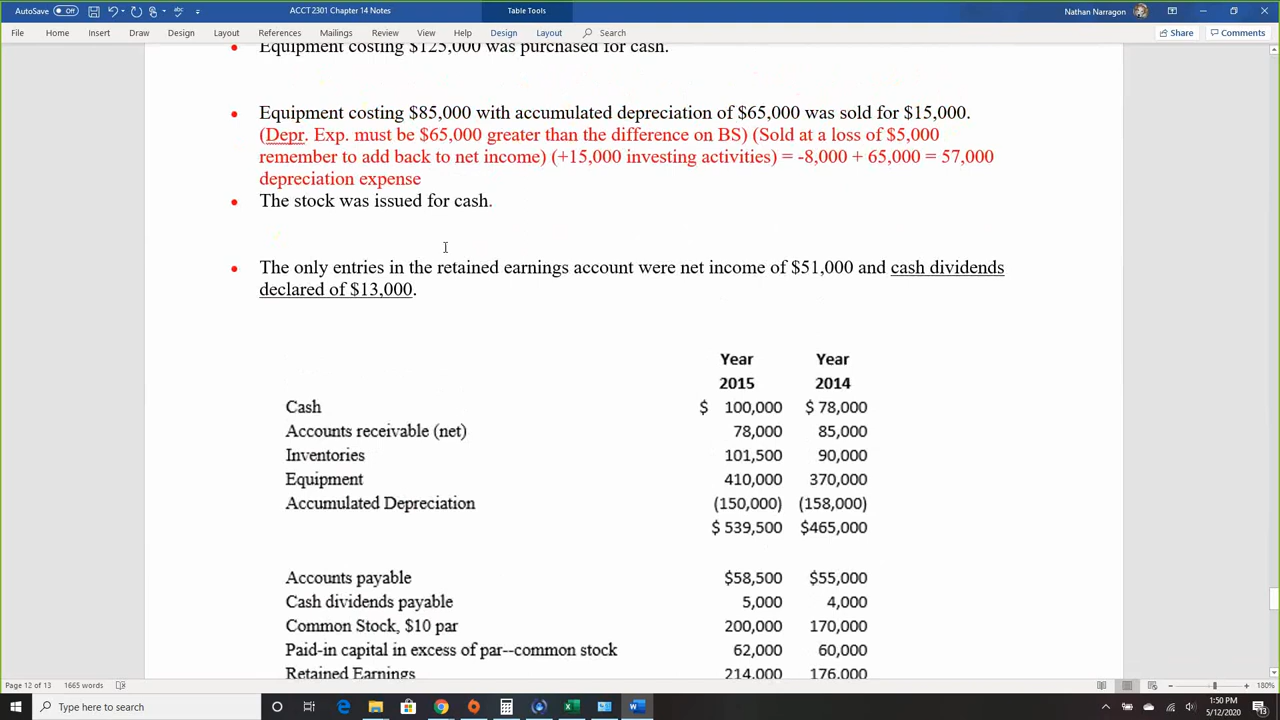 AutoSave Off
ACCT 2301 Chapter 14 Notes
Table Tools
Nathan Narragon
File Home Insert Draw Design Layout References Mailings Review View Help Design Layout Search Share Comments
Equipment costing $125,000 was purchased for cash.
Equipment costing $85,000 with accumulated depreciation of $65,000 was sold for $15,000.
(Depr. Exp. must be $65,000 greater than the difference on BS) (Sold at a loss of $5,000
remember to add back to net income) (+15,000 investing activities) = -8,000 + 65,000 = 57,000
depreciation expense
The stock was issued for cash.
The only entries in the retained earnings account were net income of $51,000 and cash dividends
declared of $13,000.
Year Year
2015 2014
Cash $ 100,000 $ 78,000
Accounts receivable (net) 78,000 85,000
Inventories 101,500 90,000
Equipment 410,000 370,000
Accumulated Depreciation (150,000) (158,000)
$ 539,500 $465,000
Accounts payable $58,500 $55,000
Cash dividends payable 5,000 4,000
Common Stock, $10 par 200,000 170,000
Paid-in capital in excess of par--common stock 62,000 60,000
Retained Earnings 214,000 176,000
Page 12 of 13 1665 words 180%
Type here to search
1:50 PM
5/12/2020